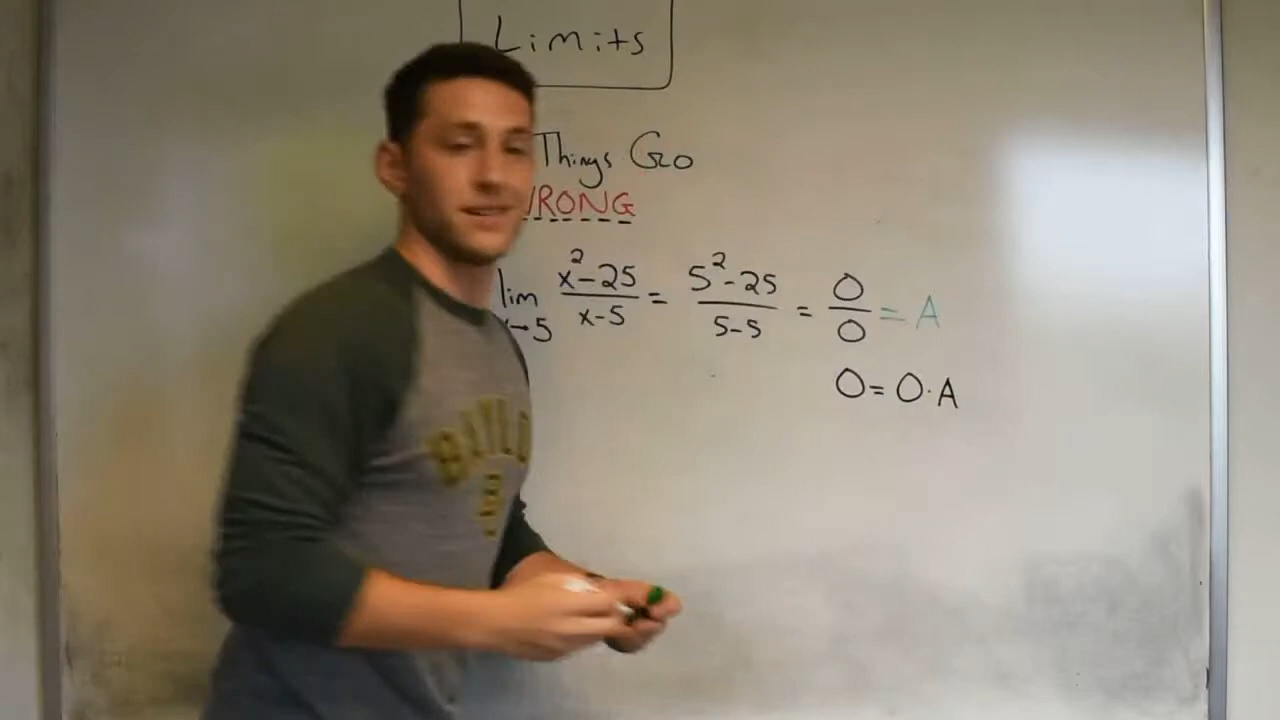 Limits
Things Go
WRONG
lim x→5 x²-25 / x-5 = 5²-25 / 5-5 = 0/0 = A
0=0·A
B